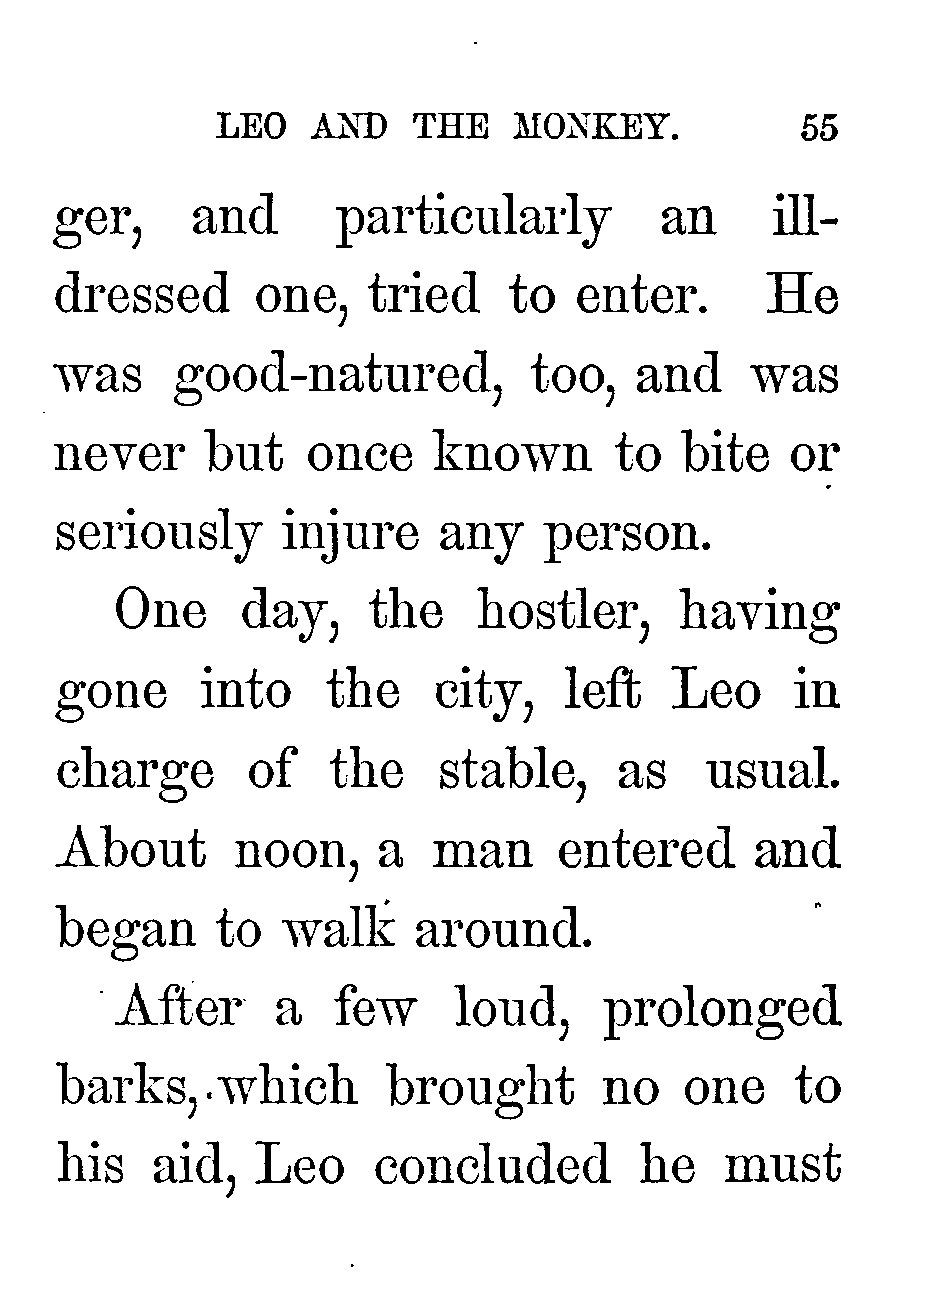 LEO AND THE MONKEY. 55
ger, and particularly an ill-
dressed one, tried to enter. He
was good-natured, too, and was
never but once known to bite or
seriously injure any person.
One day, the hostler, having
gone into the city, left Leo in
charge of the stable, as usual.
About noon, a man entered and
began to walk around.
After a few loud, prolonged
barks, which brought no one to
his aid, Leo concluded he must